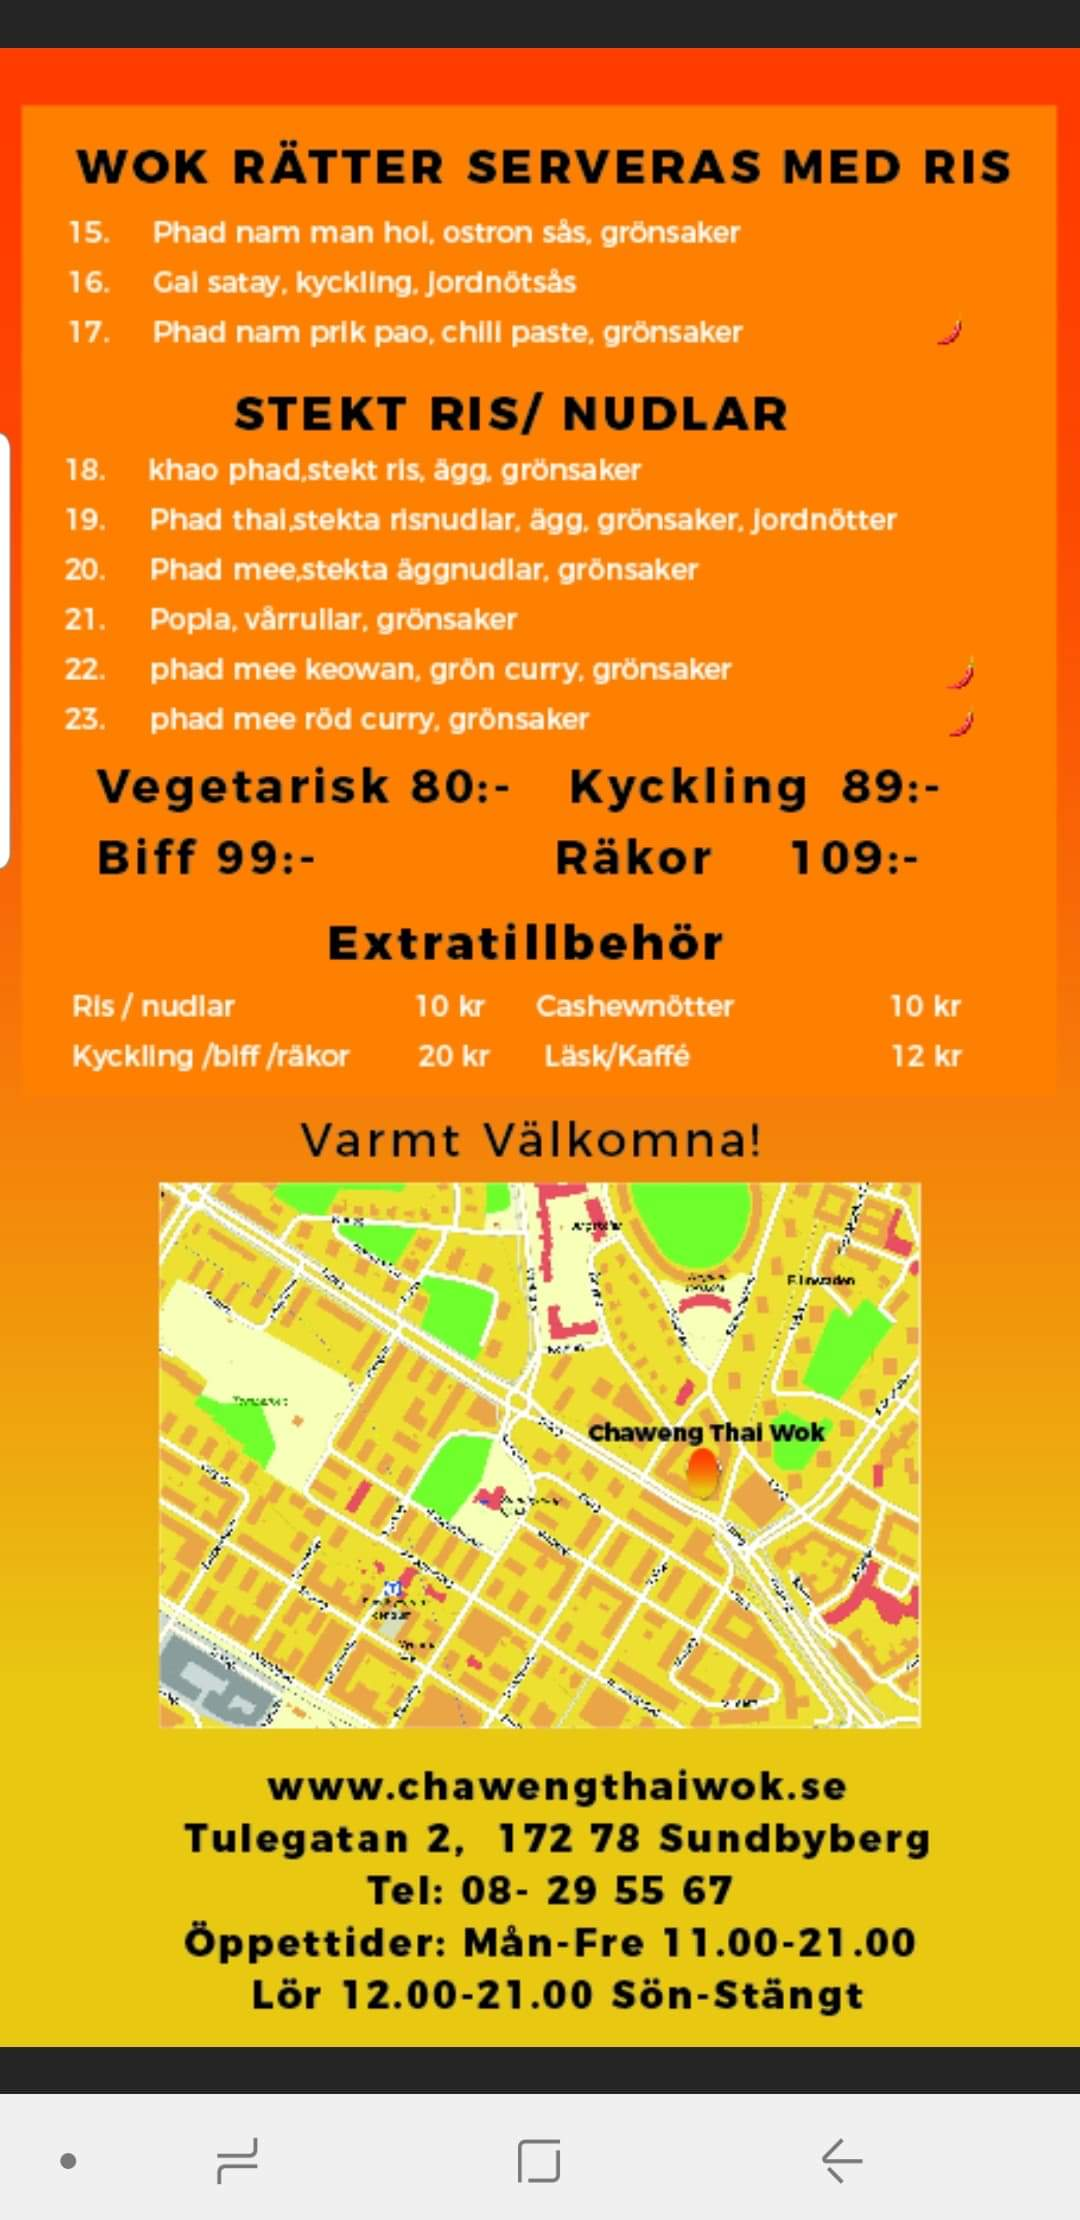 WOK RÄTTER SERVERAS MED RIS
15. Phad nam man hoi, ostron sås, grönsaker
16. Gai satay, kyckling, jordnötsås
17. Phad nam prik pao, chili paste, grönsaker
STEKT RIS/ NUDLAR
18. khao phad,stekt ris, ägg, grönsaker
19. Phad thai,stekta risnudlar, ägg, grönsaker, jordnötter
20. Phad mee,stekta äggnudlar, grönsaker
21. Popia, vårrullar, grönsaker
22. phad mee keowan, grön curry, grönsaker
23. phad mee röd curry, grönsaker
Vegetarisk 80:- Kyckling 89:-
Biff 99:- Räkor 109:-
Extratillbehör
Ris / nudlar 10 kr Cashewnötter 10 kr
Kyckling /biff /räkor 20 kr Läsk/Kaffé 12 kr
Varmt Välkomna!
Chaweng Thai Wok
www.chawengthaiwok.se
Tulegatan 2, 172 78 Sundbyberg
Tel: 08- 29 55 67
Öppettider: Mån-Fre 11.00-21.00
Lör 12.00-21.00 Sön-Stängt